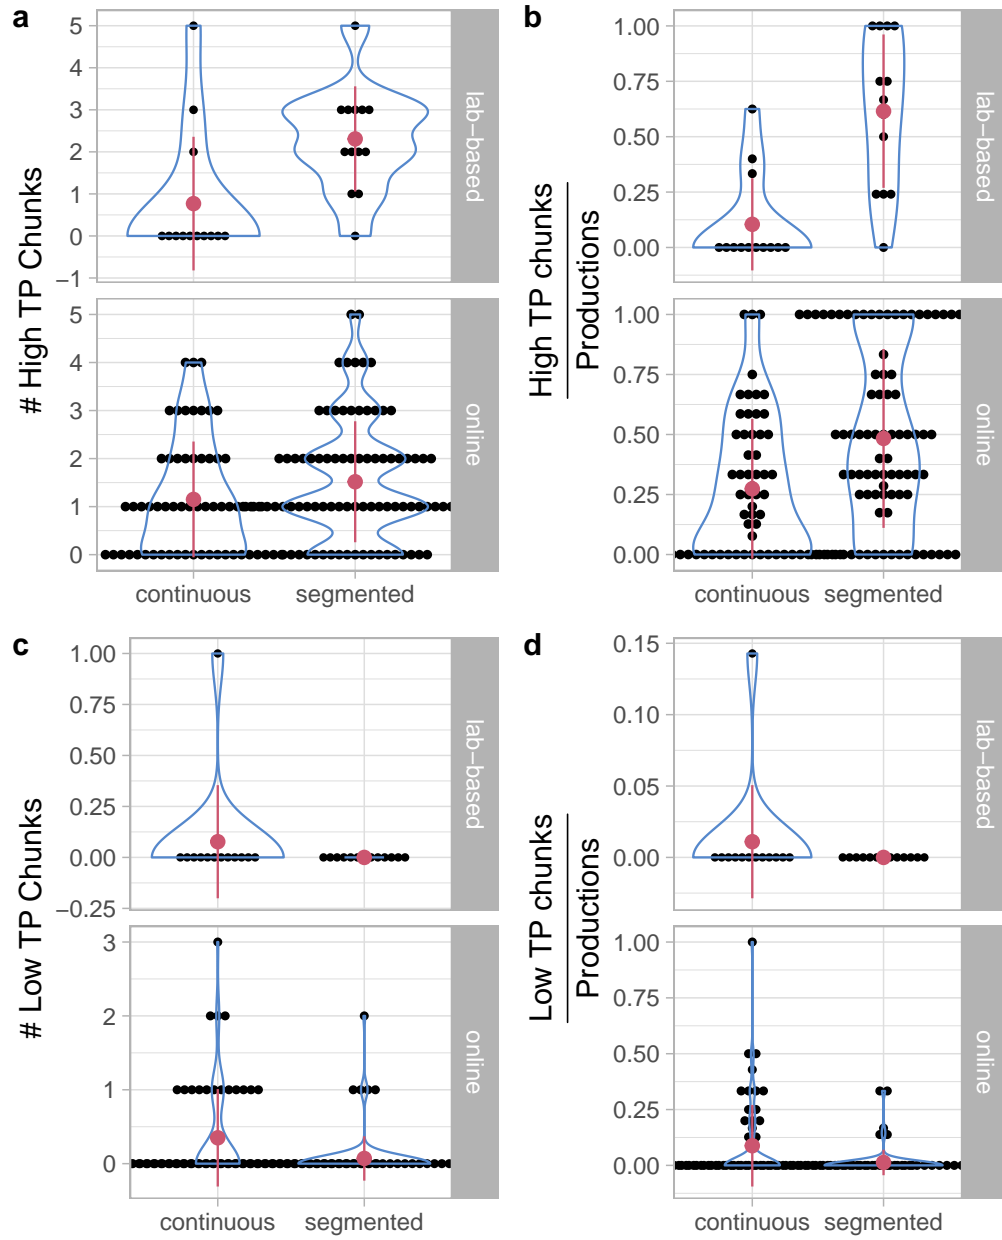 a
5
4
3
2
1
0
−1
lab−based
# High TP Chunks
5
4
3
2
1
0
online
continuous
segmented
b
1.00
0.75
0.50
0.25
0.00
lab−based
High TP chunks
Productions
1.00
0.75
0.50
0.25
0.00
online
continuous
segmented
c
1.00
0.75
0.50
0.25
0.00
−0.25
lab−based
# Low TP Chunks
3
2
1
0
online
continuous
segmented
d
0.15
0.10
0.05
0.00
lab−based
Low TP chunks
Productions
1.00
0.75
0.50
0.25
0.00
online
continuous
segmented